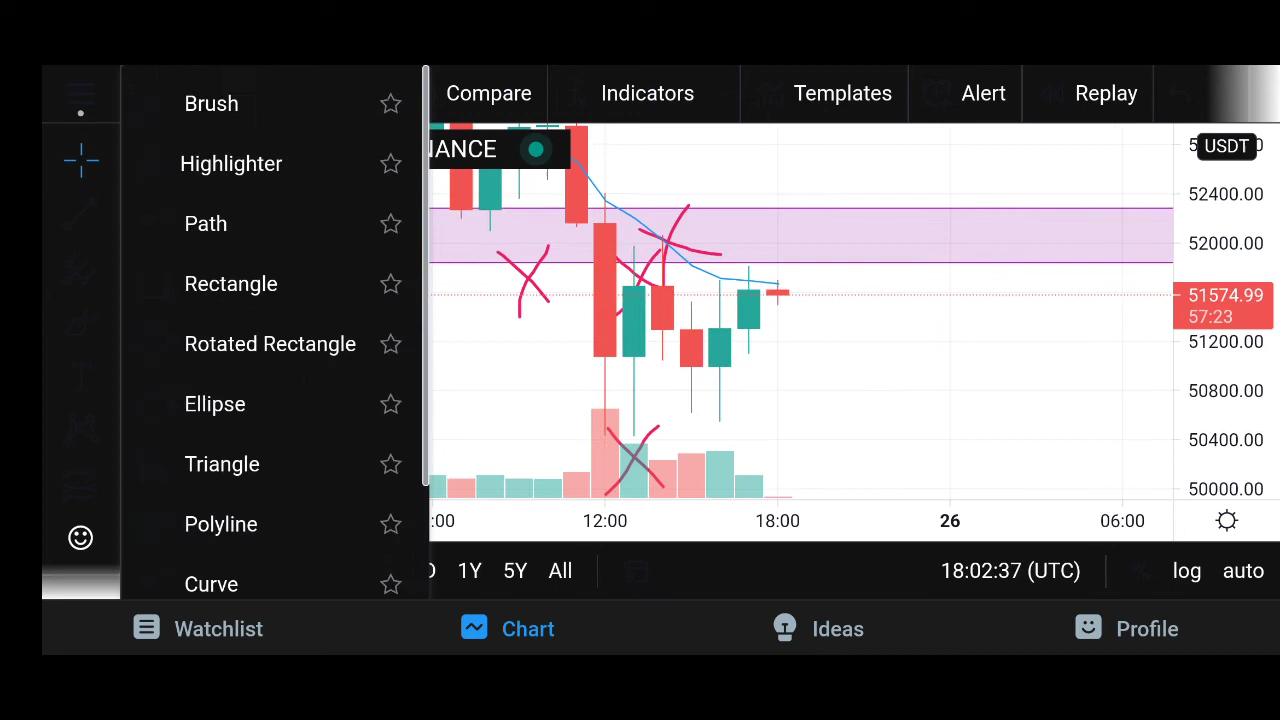 Compare Indicators Templates Alert Replay
Brush
Highlighter
Path
Rectangle
Rotated Rectangle
Ellipse
Triangle
Polyline
Curve
NANCE
USDT
52400.00
52000.00
51574.99
57:23
51200.00
50800.00
50400.00
50000.00
:00 12:00 18:00 26 06:00
1Y 5Y All 18:02:37 (UTC) log auto
Watchlist Chart Ideas Profile